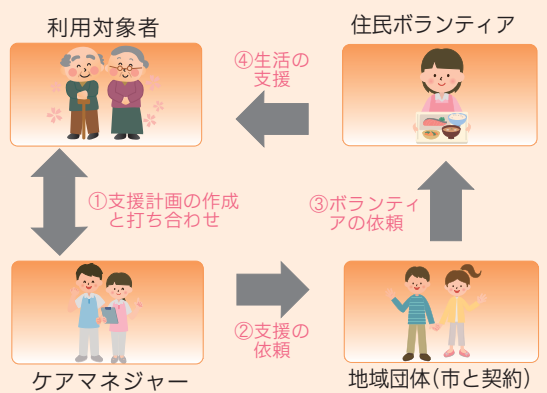 利用対象者
住民ボランティア
④生活の
支援
①支援計画の作成
と打ち合わせ
③ボランティ
アの依頼
②支援の
依頼
ケアマネジャー
地域団体(市と契約)